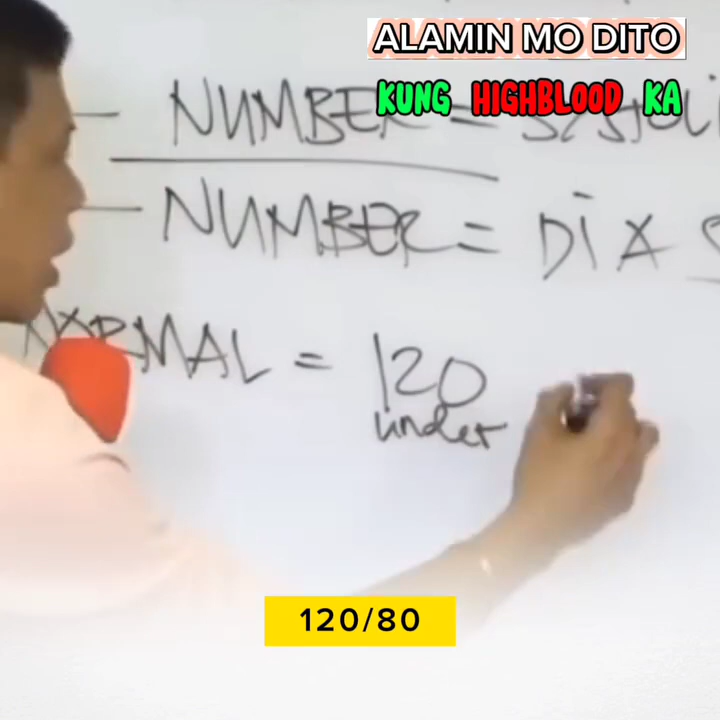 ALAMIN MO DITO
KUNG HIGHBLOOD KA
— NUMBER =
— NUMBER = DiA
NORMAL = 120
under
120/80